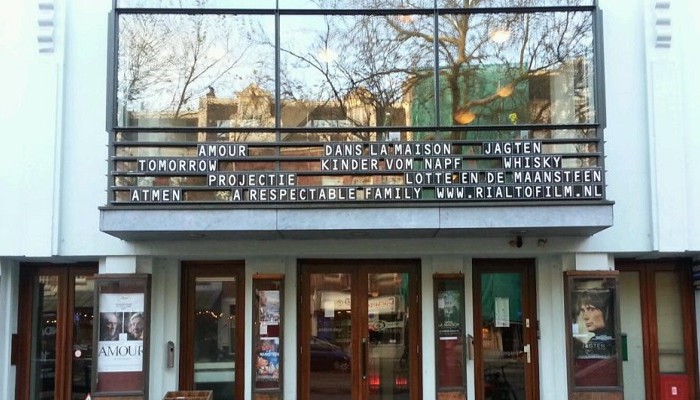 AMOUR DANS LA MAISON JAGTEN
TOMORROW KINDER VOM NAPF WHISKY
PROJECTIE LOTTE EN DE MAANSTEEN
ATMEN A RESPECTABLE FAMILY WWW.RIALTOFILM.NL
AMOUR
JAGTEN